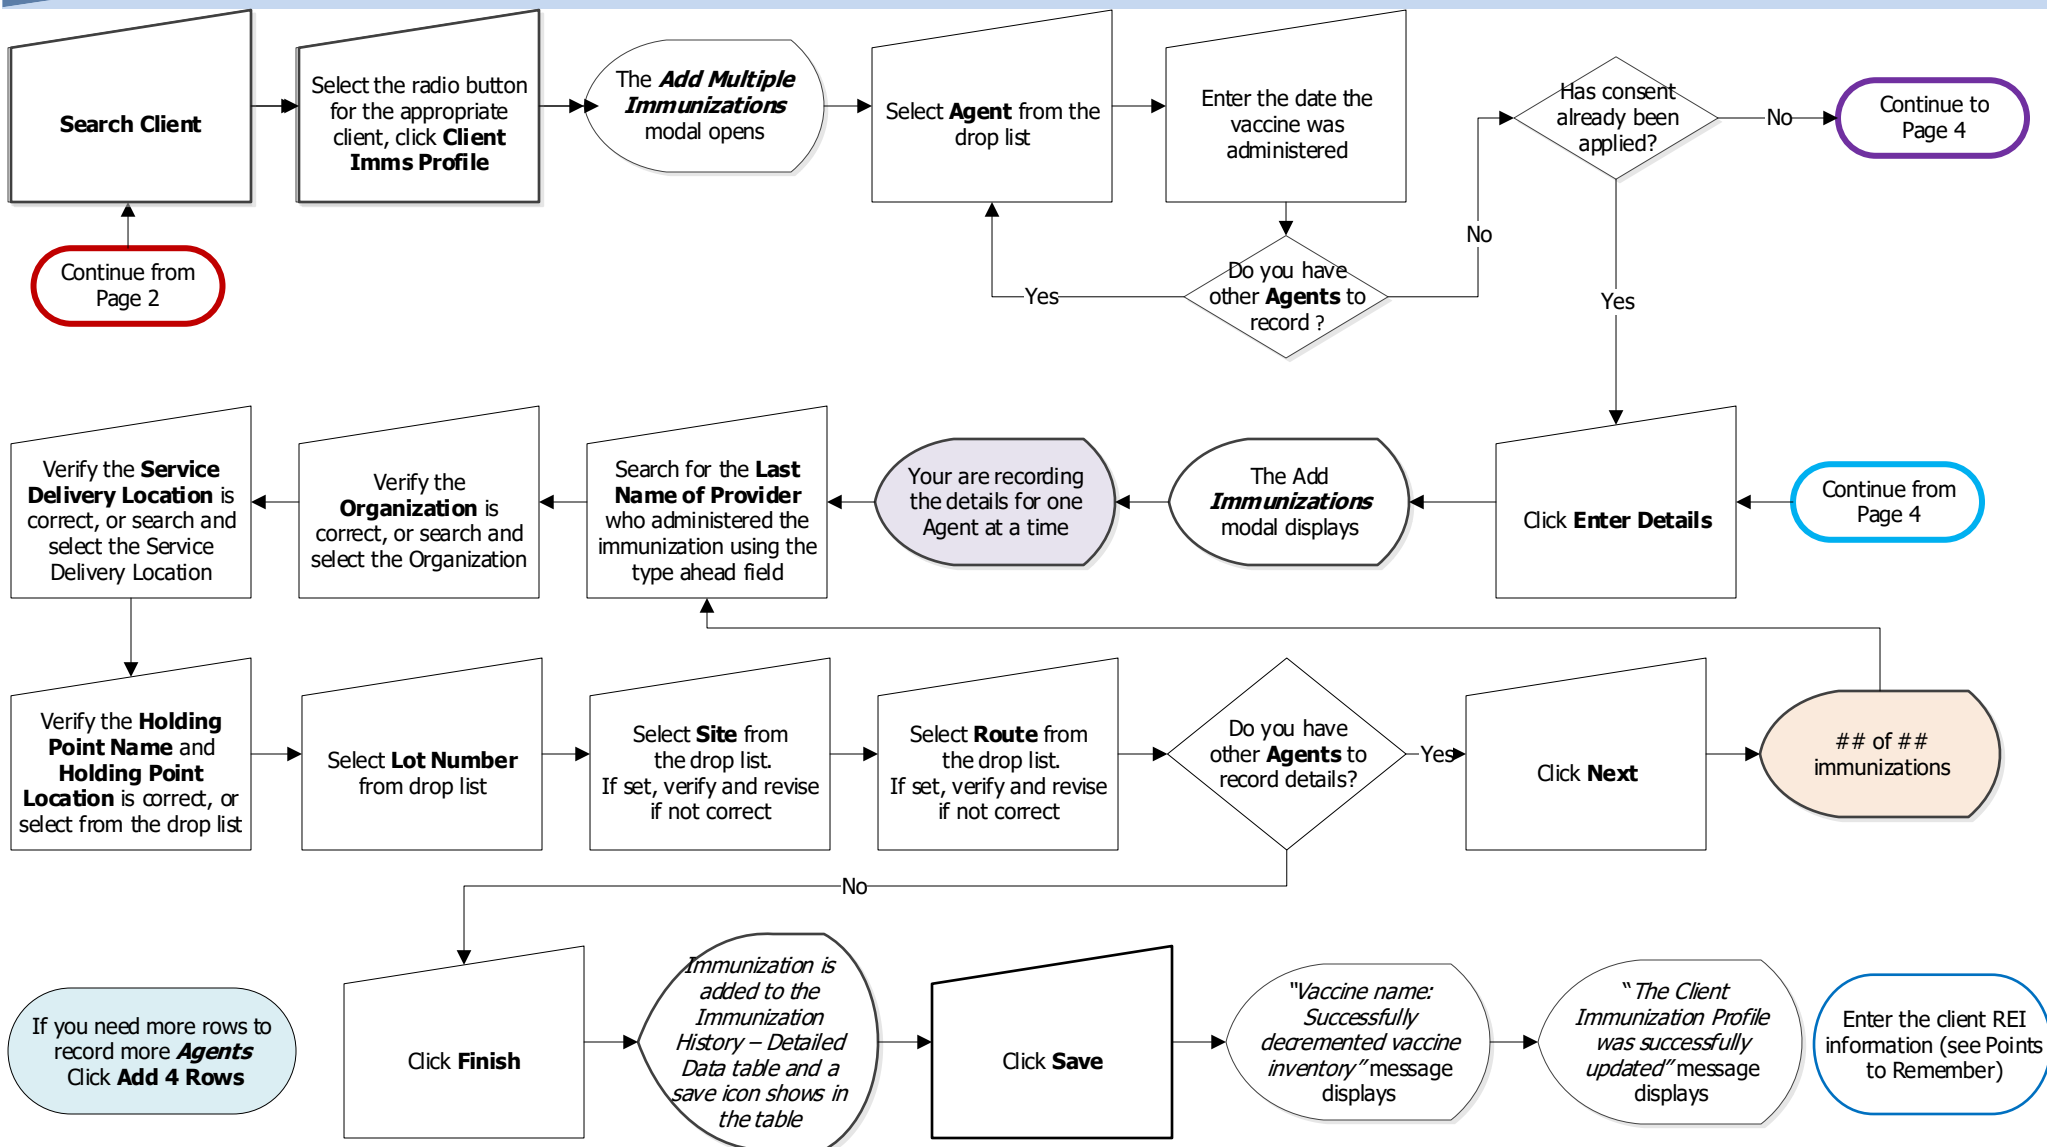 Search Client
Select the radio button
for the appropriate
client, click Client
Imms Profile
The Add Multiple
Immunizations
modal opens
Select Agent from the
drop list
Enter the date the
vaccine was
administered
Has consent
already been
applied?
No
Continue to
Page 4
Continue from
Page 2
Yes
Do you have
other Agents to
record ?
No
Yes
Verify the Service
Delivery Location is
correct, or search and
select the Service
Delivery Location
Verify the
Organization is
correct, or search and
select the Organization
Search for the Last
Name of Provider
who administered the
immunization using the
type ahead field
Your are recording
the details for one
Agent at a time
The Add
Immunizations
modal displays
Click Enter Details
Continue from
Page 4
Verify the Holding
Point Name and
Holding Point
Location is correct, or
select from the drop list
Select Lot Number
from drop list
Select Site from
the drop list.
If set, verify and revise
if not correct
Select Route from
the drop list.
If set, verify and revise
if not correct
Do you have
other Agents to
record details?
Yes
Click Next
## of ##
immunizations
No
If you need more rows to
record more Agents
Click Add 4 Rows
Click Finish
Immunization is
added to the
Immunization
History – Detailed
Data table and a
save icon shows in
the table
Click Save
"Vaccine name:
Successfully
decremented vaccine
inventory" message
displays
"The Client
Immunization Profile
was successfully
updated" message
displays
Enter the client REI
information (see Points
to Remember)